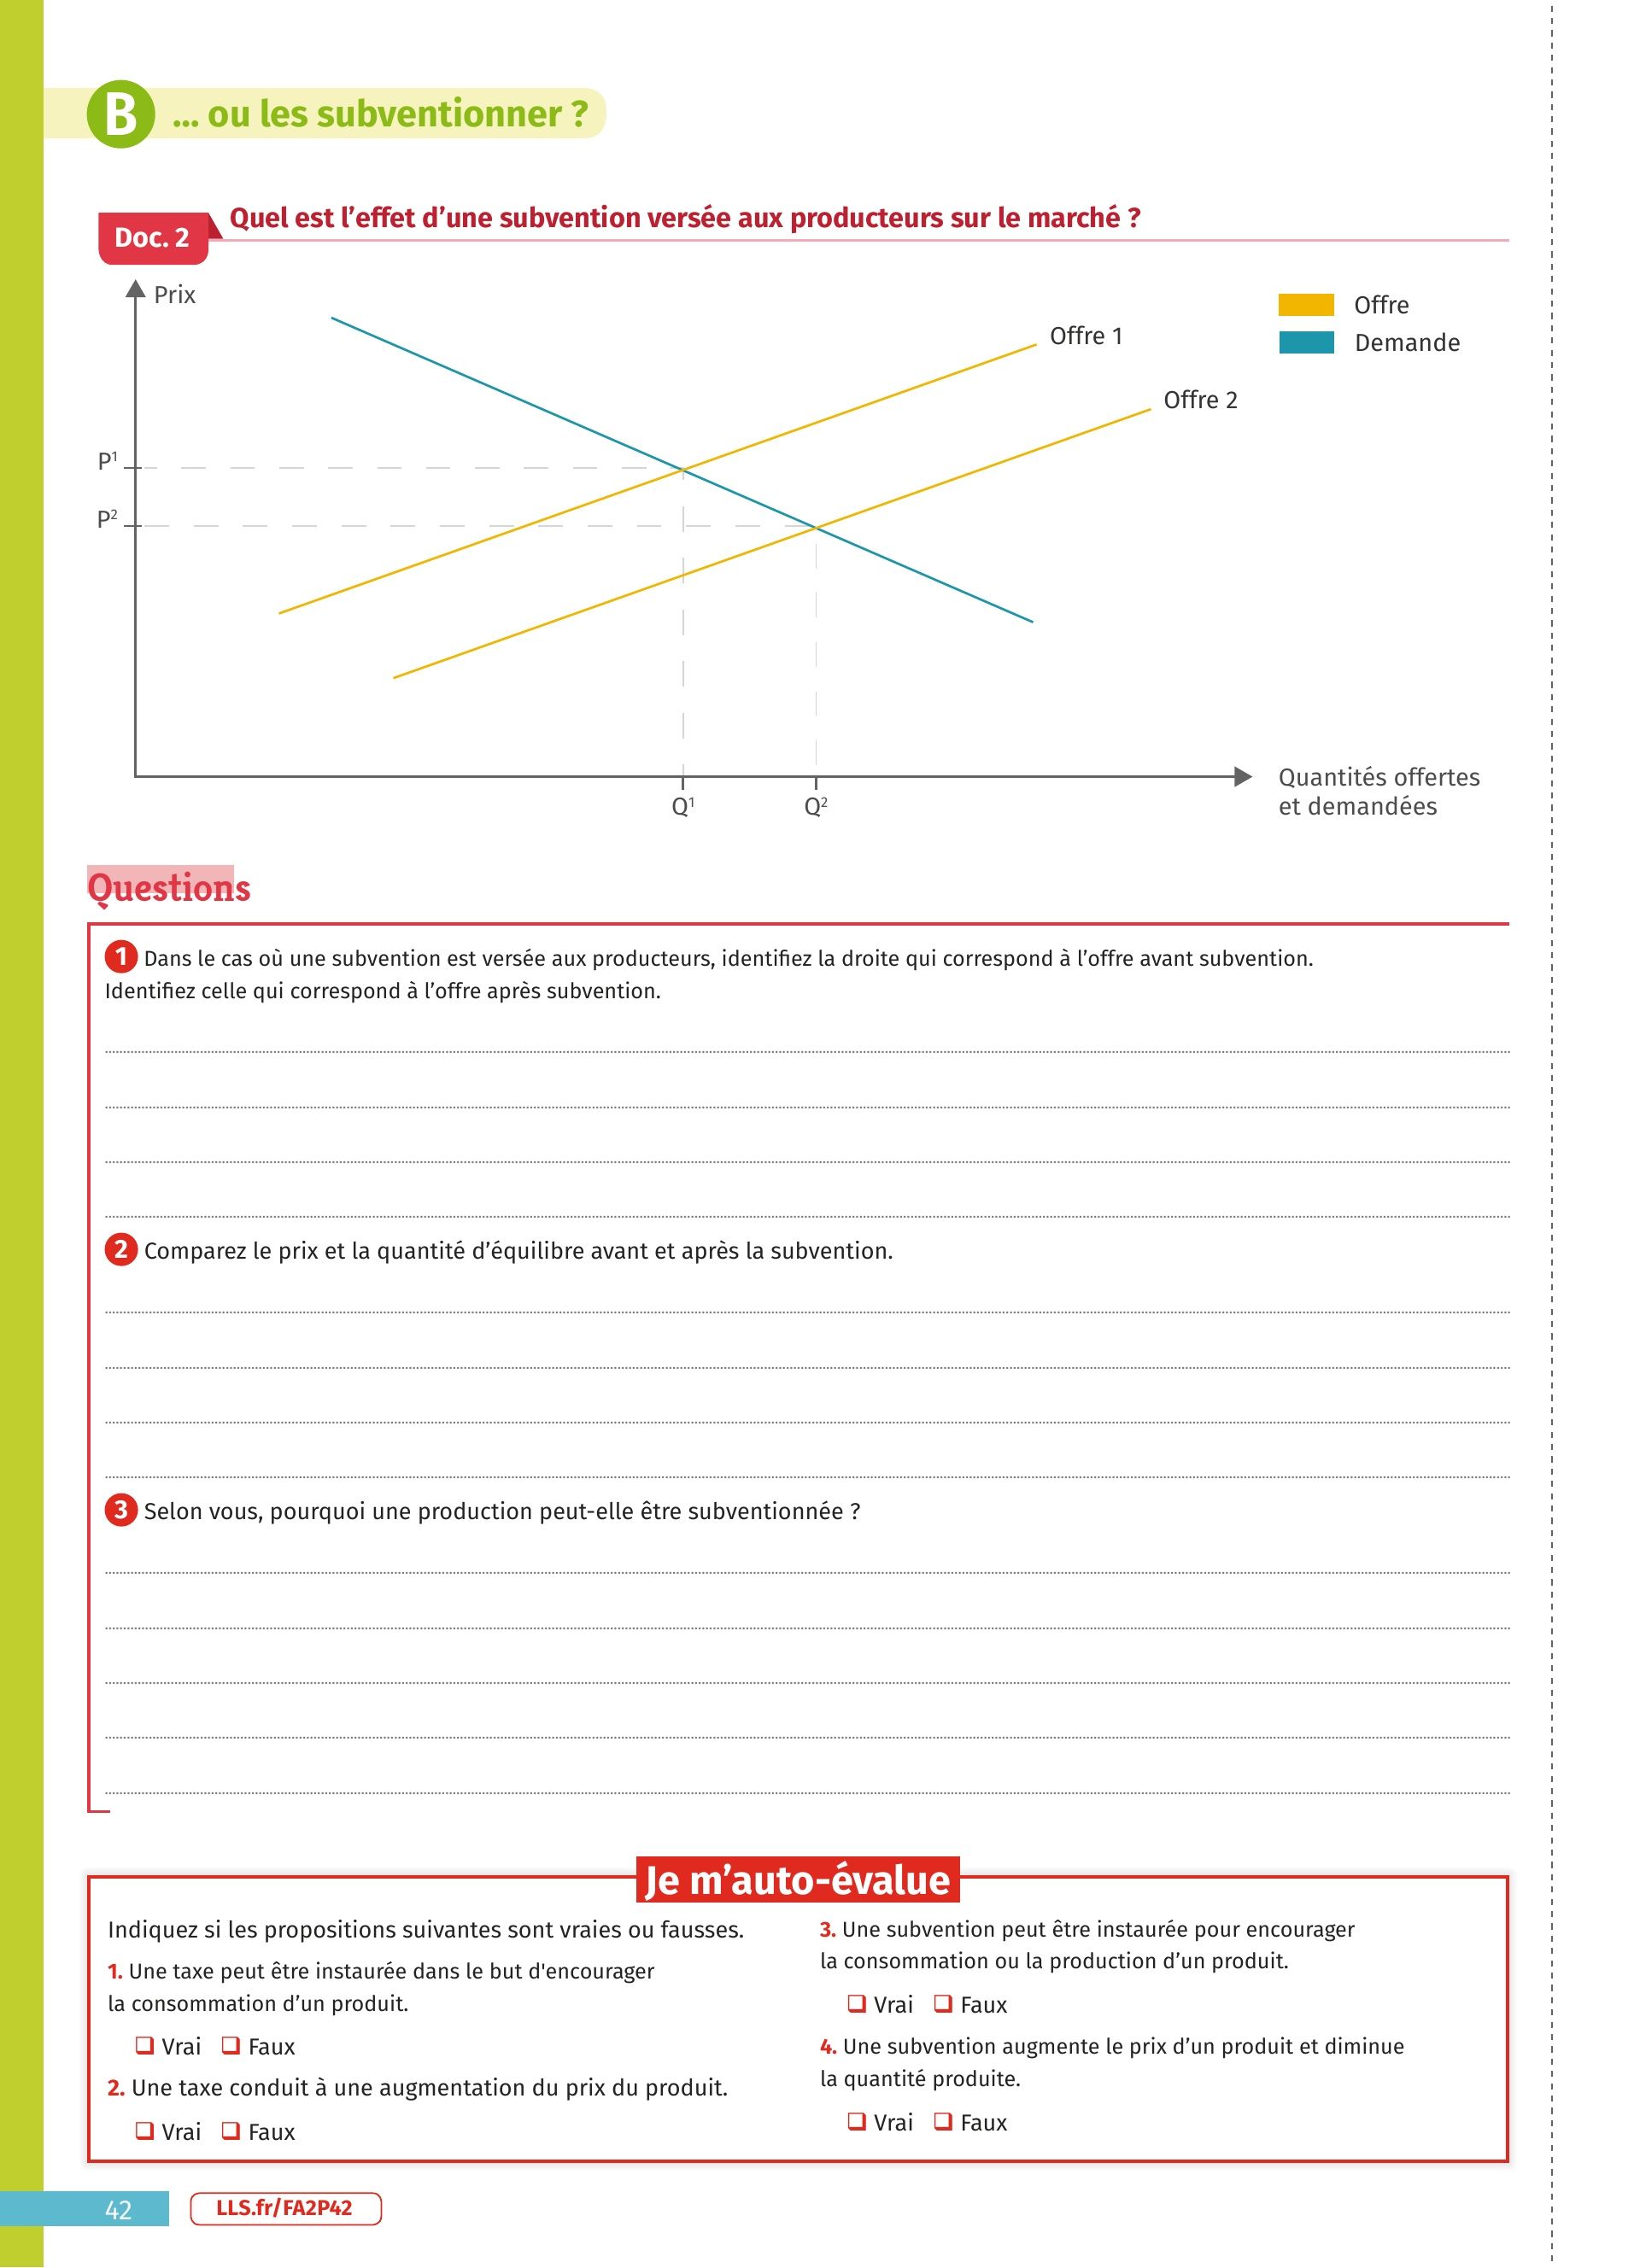 B ... ou les subventionner ?
Doc. 2 Quel est l’effet d’une subvention versée aux producteurs sur le marché ?
Prix
Offre
Demande
Offre 1
Offre 2
P¹
P²
Q¹ Q²
Quantités offertes
et demandées
Questions
1 Dans le cas où une subvention est versée aux producteurs, identifiez la droite qui correspond à l’offre avant subvention.
Identifiez celle qui correspond à l’offre après subvention.
2 Comparez le prix et la quantité d’équilibre avant et après la subvention.
3 Selon vous, pourquoi une production peut-elle être subventionnée ?
Je m’auto-évalue
Indiquez si les propositions suivantes sont vraies ou fausses.
1. Une taxe peut être instaurée dans le but d'encourager
la consommation d’un produit.
❑ Vrai ❑ Faux
2. Une taxe conduit à une augmentation du prix du produit.
❑ Vrai ❑ Faux
3. Une subvention peut être instaurée pour encourager
la consommation ou la production d’un produit.
❑ Vrai ❑ Faux
4. Une subvention augmente le prix d’un produit et diminue
la quantité produite.
❑ Vrai ❑ Faux
42
LLS.fr/FA2P42